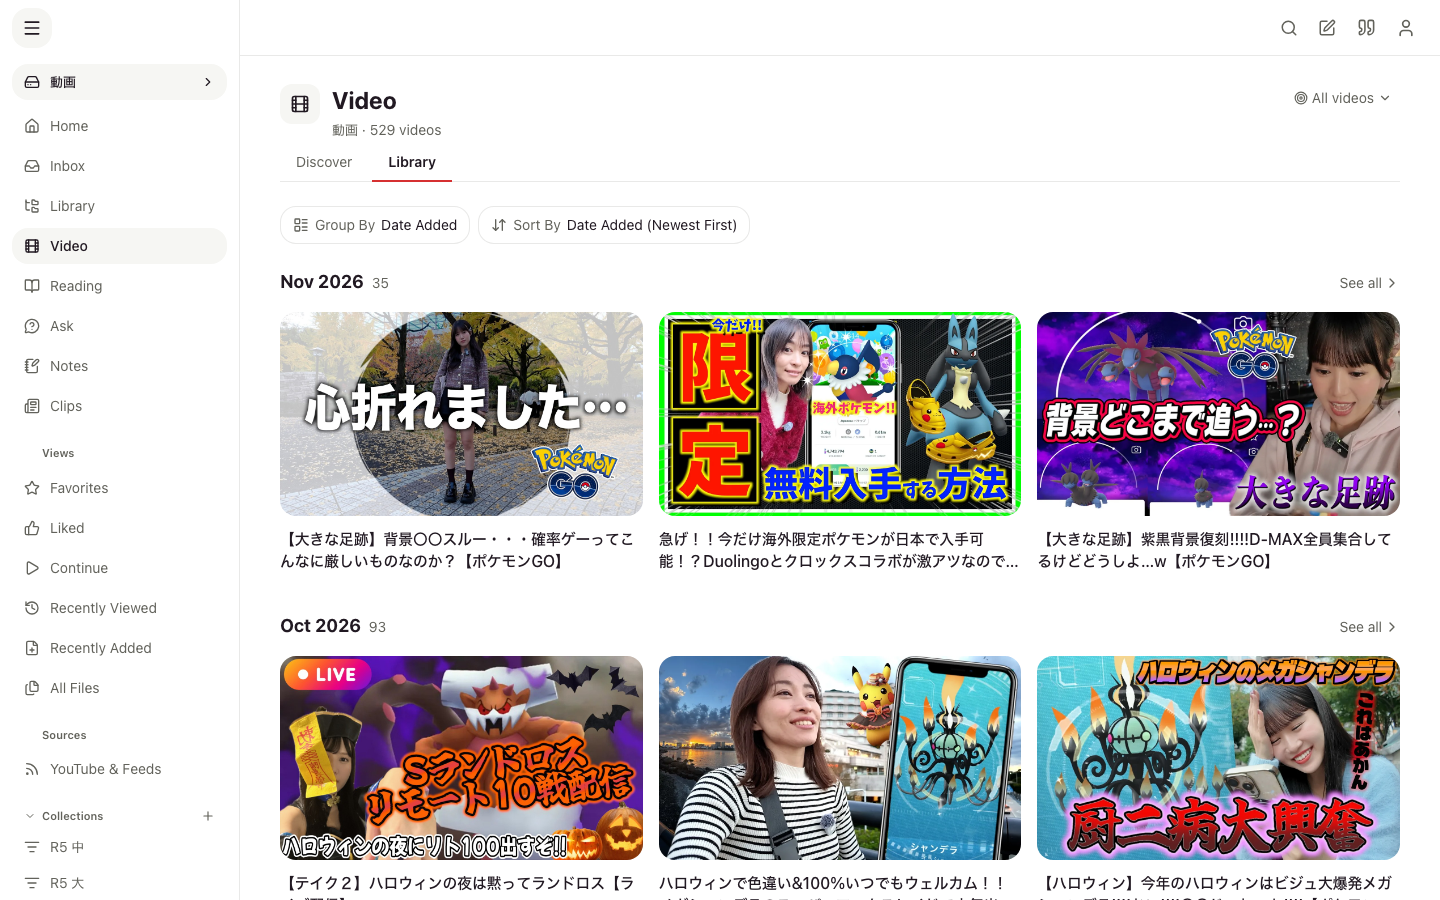 動画
Home
Inbox
Library
Video
Reading
Ask
Notes
Clips
Views
Favorites
Liked
Continue
Recently Viewed
Recently Added
All Files
Sources
YouTube & Feeds
Collections
R5 中
R5 大
Video
動画 · 529 videos
All videos
Discover
Library
Group By Date Added
Sort By Date Added (Newest First)
Nov 2026 35
See all
心折れました…
Pokémon
GO
今だけ!!
限
定
海外ポケモン!!
無料入手する方法
Pokémon
GO
背景どこまで追う…?
大きな足跡
【大きな足跡】背景〇〇スルー・・・確率ゲーってこ
んなに厳しいものなのか？【ポケモンGO】
急げ！！今だけ海外限定ポケモンが日本で入手可
能！？Duolingoとクロックスコラボが激アツなので...
【大きな足跡】紫黒背景復刻!!!!D-MAX全員集合して
るけどどうしよ...w【ポケモンGO】
Oct 2026 93
See all
LIVE
Sランドロス
リモート10戦配信
ハロウィンの夜にリト100出すぞ!!
シャンデラ
ハロウィンのメガシャンデラ
これはあかん
厨二病大興奮
【テイク２】ハロウィンの夜は黙ってランドロス【ラ
ハロウィンで色違い&100%いつでもウェルカム！！
【ハロウィン】今年のハロウィンはビジュ大爆発メガ